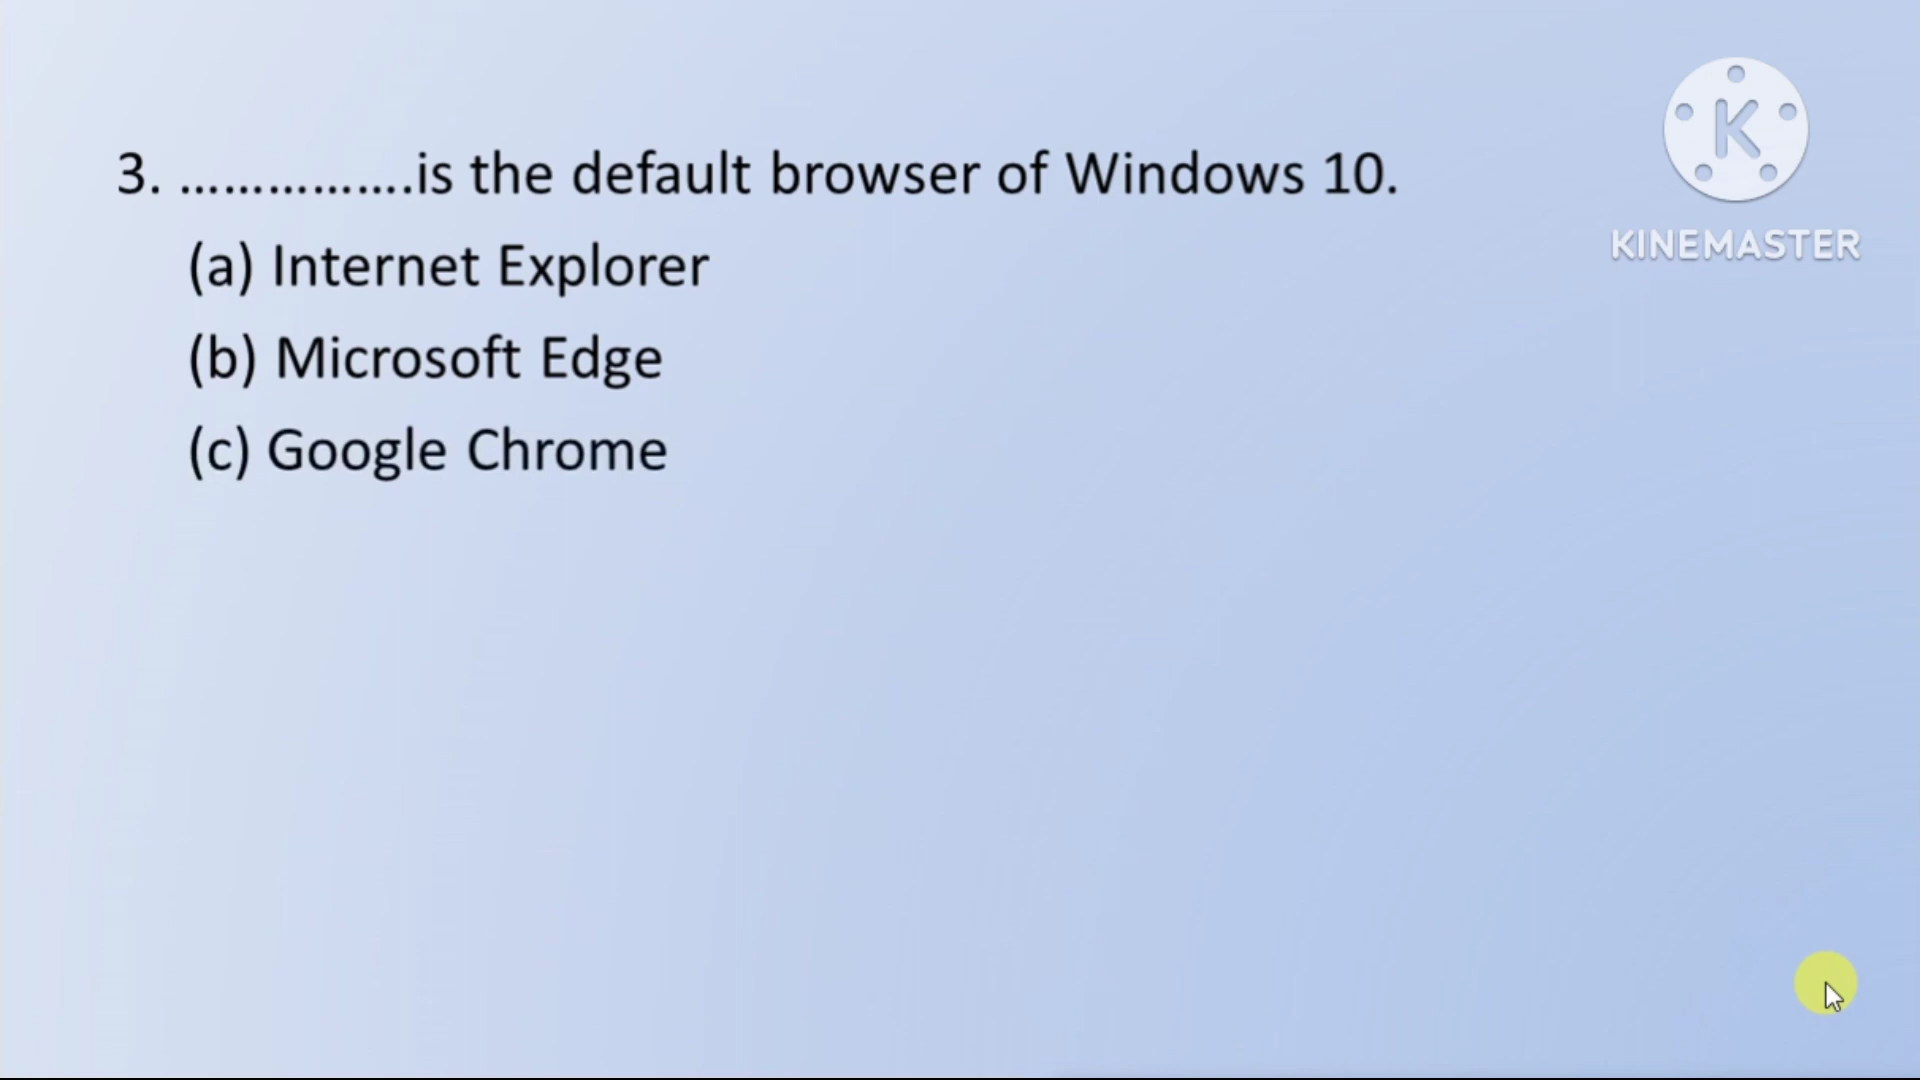 3. …………….is the default browser of Windows 10.
(a) Internet Explorer
(b) Microsoft Edge
(c) Google Chrome
K
KINEMASTER